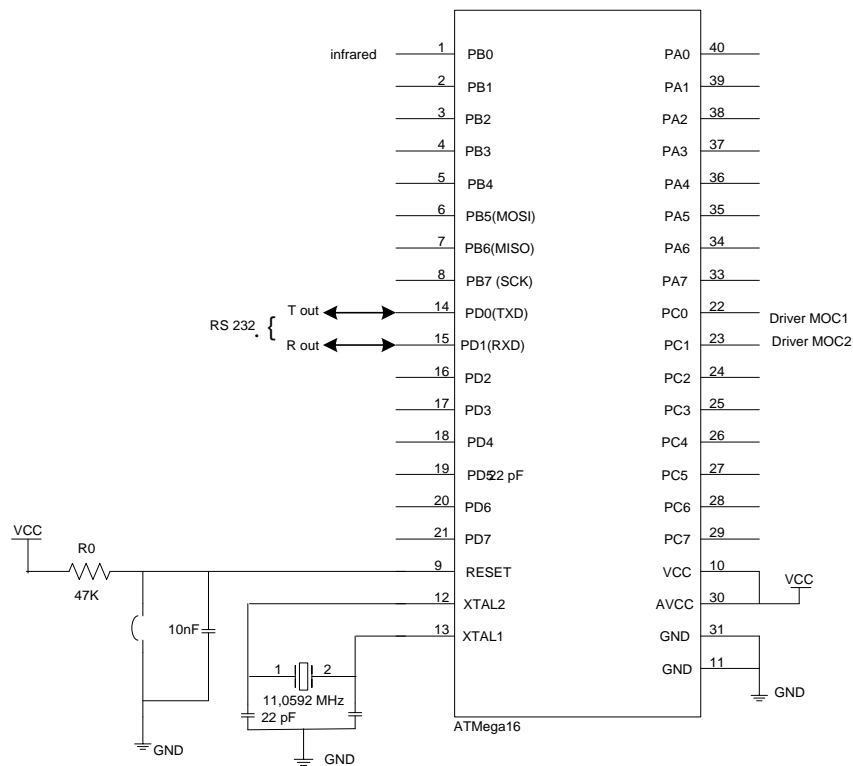 infrared 1 PB0 PA0 40
2 PB1 PA1 39
3 PB2 PA2 38
4 PB3 PA3 37
5 PB4 PA4 36
6 PB5(MOSI) PA5 35
7 PB6(MISO) PA6 34
8 PB7 (SCK) PA7 33
RS 232 . { T out 14 PD0(TXD) PC0 22 Driver MOC1
R out 15 PD1(RXD) PC1 23 Driver MOC2
16 PD2 PC2 24
17 PD3 PC3 25
18 PD4 PC4 26
19 PD5 22 pF PC5 27
20 PD6 PC6 28
21 PD7 PC7 29
VCC R0 47K 9 RESET VCC 10
12 XTAL2 AVCC 30 VCC
10nF 13 XTAL1 GND 31
1 2 GND 11
11,0592 MHz GND
22 pF
ATMega16
GND
GND